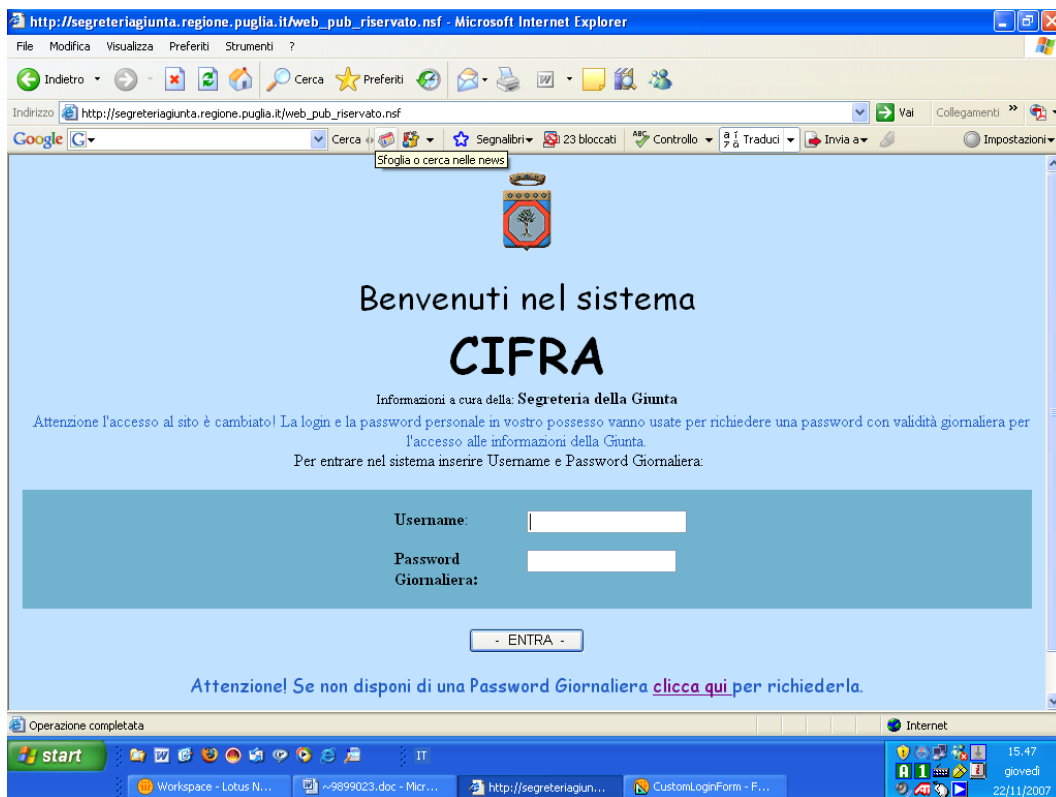 http://segreteriagiunta.regione.puglia.it/web_pub_riservato.nsf - Microsoft Internet Explorer
File Modifica Visualizza Preferiti Strumenti ?
Indietro Cerca Preferiti
Indirizzo http://segreteriagiunta.regione.puglia.it/web_pub_riservato.nsf Vai Collegamenti »
Google G Cerca Segnalibri 23 bloccati Controllo Traduci Invia a Impostazioni
Sfoglia o cerca nelle news
Benvenuti nel sistema
CIFRA
Informazioni a cura della: Segreteria della Giunta
Attenzione l'accesso al sito è cambiato! La login e la password personale in vostro possesso vanno usate per richiedere una password con validità giornaliera per
l'accesso alle informazioni della Giunta.
Per entrare nel sistema inserire Username e Password Giornaliera:
Username:
Password
Giornaliera:
- ENTRA -
Attenzione! Se non disponi di una Password Giornaliera clicca qui per richiederla.
Operazione completata Internet
start IT 15.47
giovedì
Workspace - Lotus N... ~9899023.doc - Micr... http://segreteriagiun... CustomLoginForm - F... 22/11/2007